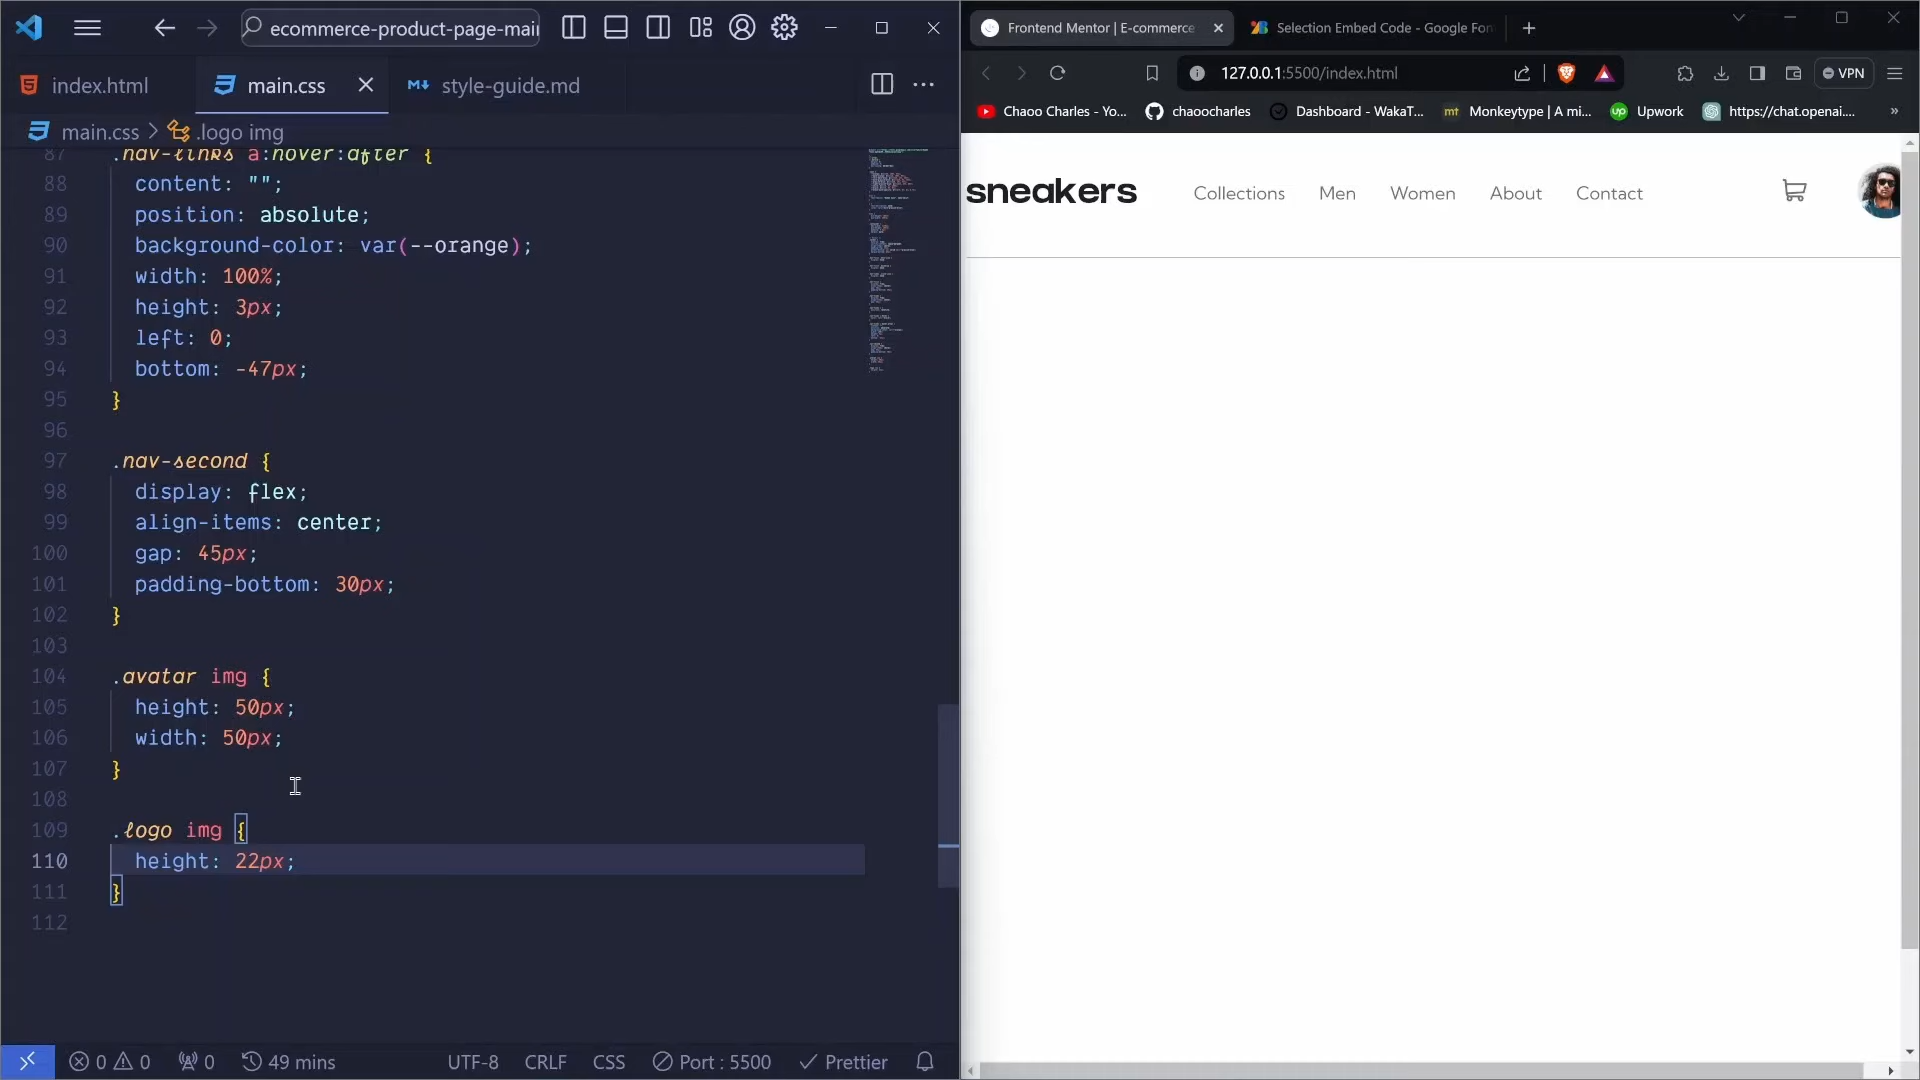 ecommerce-product-page-mai
index.html
main.css
style-guide.md
main.css > .logo img
87 .nav-links a:hover:after {
88 content: "";
89 position: absolute;
90 background-color: var(--orange);
91 width: 100%;
92 height: 3px;
93 left: 0;
94 bottom: -47px;
95 }
96
97 .nav-second {
98 display: flex;
99 align-items: center;
100 gap: 45px;
101 padding-bottom: 30px;
102 }
103
104 .avatar img {
105 height: 50px;
106 width: 50px;
107 }
108
109 .logo img {
110 height: 22px;
111 }
112
0 0 0 49 mins UTF-8 CRLF CSS Port : 5500 Prettier
Frontend Mentor | E-commerce
Selection Embed Code - Google Fon
127.0.0.1:5500/index.html
VPN
Chaoo Charles - Yo...
chaoocharles
Dashboard - WakaT...
mt Monkeytype | A mi...
up Upwork
https://chat.openai....
»
sneakers
Collections
Men
Women
About
Contact